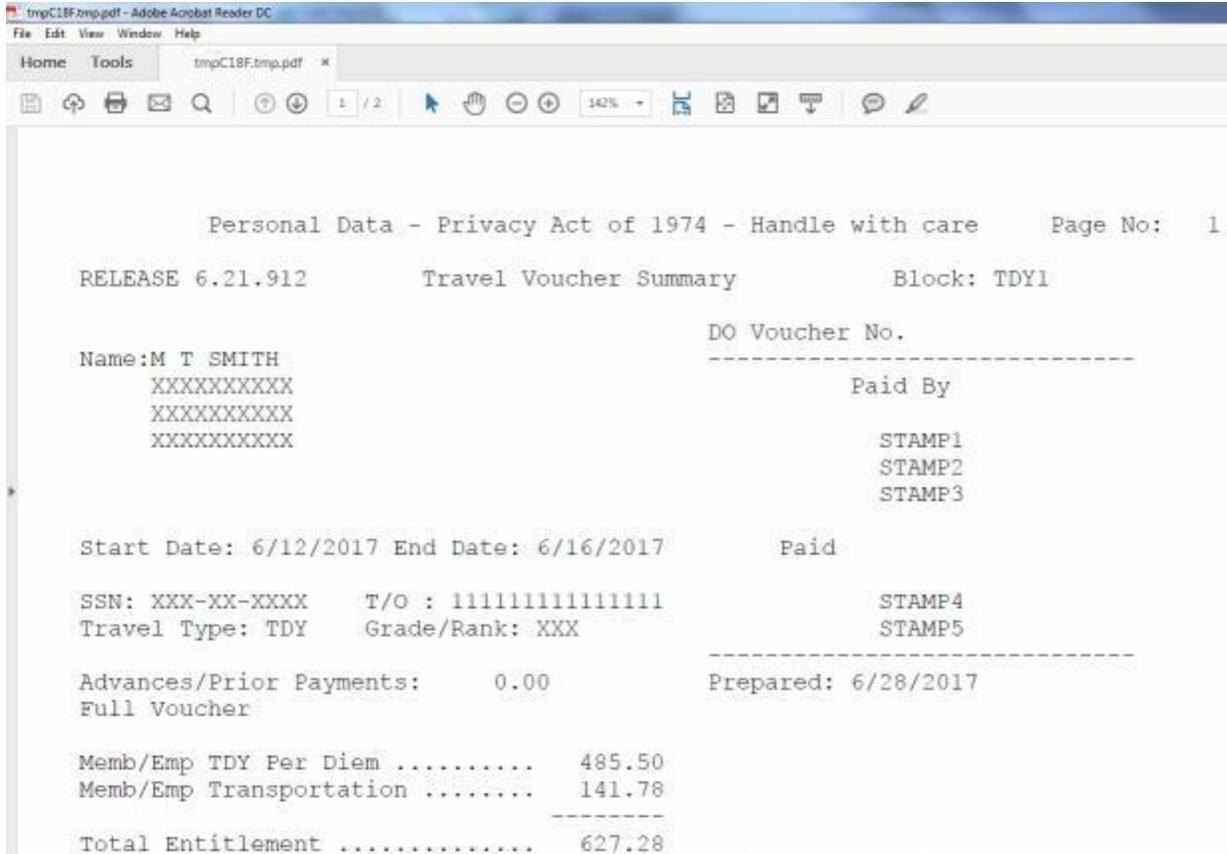 tmpC18F.tmp.pdf - Adobe Acrobat Reader DC
File Edit View Window Help
Home Tools tmpC18F.tmp.pdf ×
1 / 2 142%
Personal Data - Privacy Act of 1974 - Handle with care Page No: 1
RELEASE 6.21.912 Travel Voucher Summary Block: TDY1
DO Voucher No.
Name:M T SMITH ------------------------------
XXXXXXXXXX Paid By
XXXXXXXXXX
XXXXXXXXXX STAMP1
STAMP2
STAMP3
Start Date: 6/12/2017 End Date: 6/16/2017 Paid
SSN: XXX-XX-XXXX T/O : 111111111111111 STAMP4
Travel Type: TDY Grade/Rank: XXX STAMP5
------------------------------
Advances/Prior Payments: 0.00 Prepared: 6/28/2017
Full Voucher
Memb/Emp TDY Per Diem .......... 485.50
Memb/Emp Transportation ........ 141.78
--------
Total Entitlement .............. 627.28